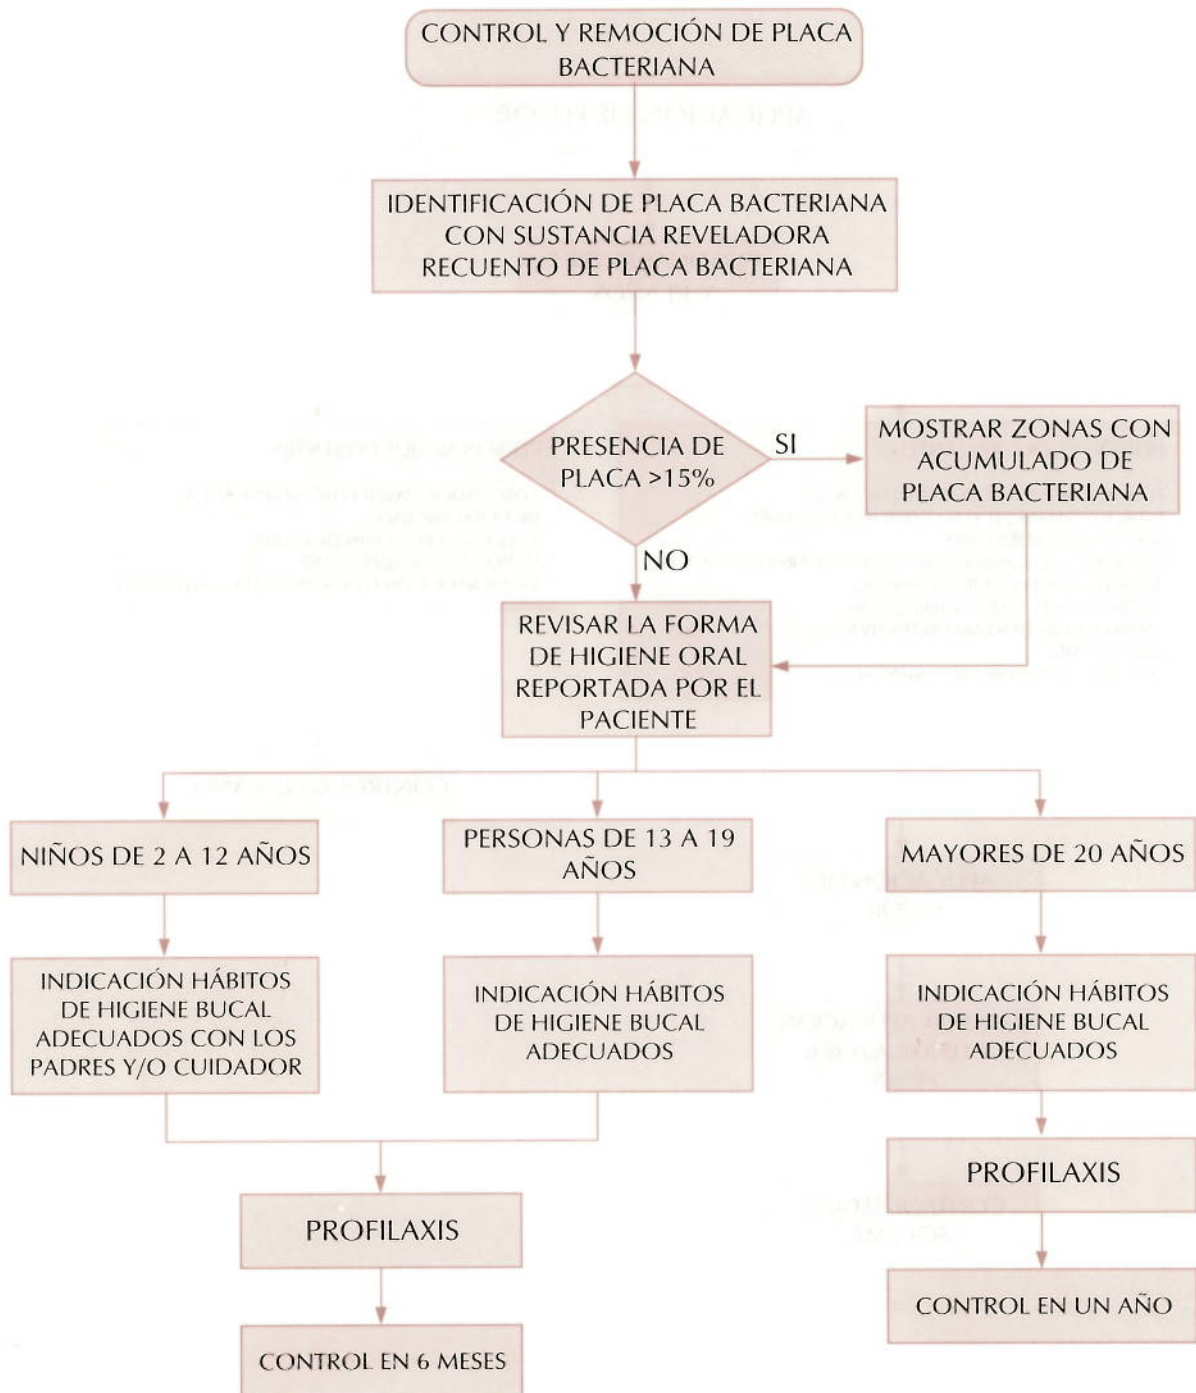 CONTROL Y REMOCIÓN DE PLACA
BACTERIANA
IDENTIFICACIÓN DE PLACA BACTERIANA
CON SUSTANCIA REVELADORA
RECUENTO DE PLACA BACTERIANA
PRESENCIA DE
PLACA >15%
SI
MOSTRAR ZONAS CON
ACUMULADO DE
PLACA BACTERIANA
NO
REVISAR LA FORMA
DE HIGIENE ORAL
REPORTADA POR EL
PACIENTE
NIÑOS DE 2 A 12 AÑOS
PERSONAS DE 13 A 19
AÑOS
MAYORES DE 20 AÑOS
INDICACIÓN HÁBITOS
DE HIGIENE BUCAL
ADECUADOS CON LOS
PADRES Y/O CUIDADOR
INDICACIÓN HÁBITOS
DE HIGIENE BUCAL
ADECUADOS
INDICACIÓN HÁBITOS
DE HIGIENE BUCAL
ADECUADOS
PROFILAXIS
PROFILAXIS
CONTROL EN 6 MESES
CONTROL EN UN AÑO